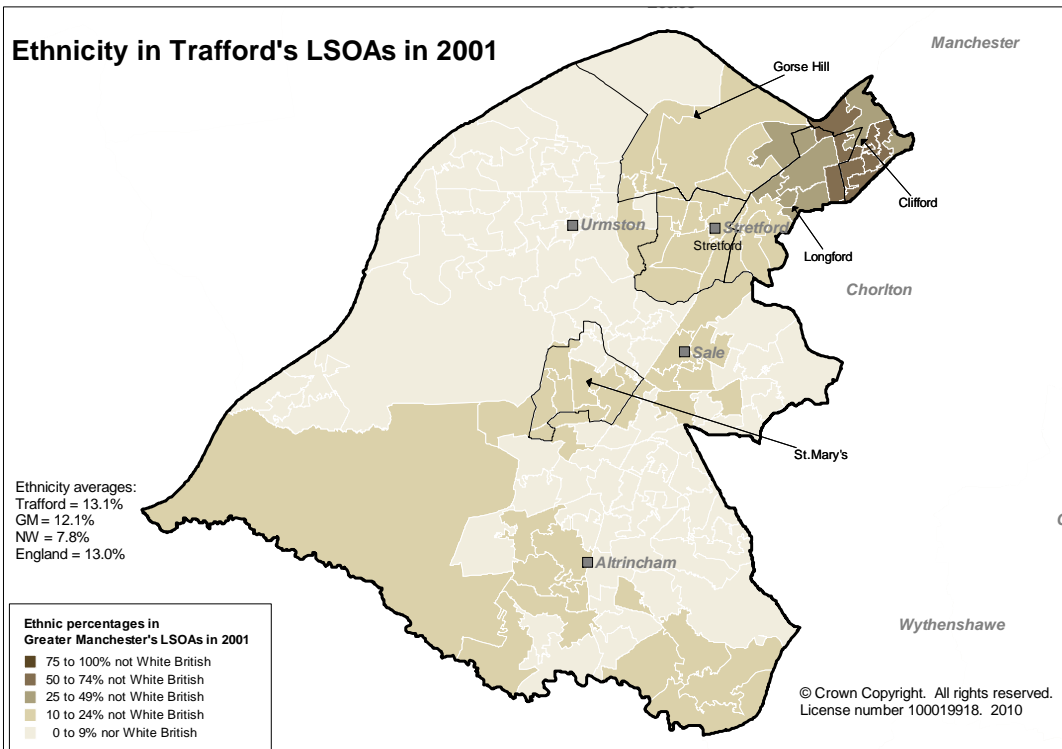 Ethnicity in Trafford's LSOAs in 2001
Manchester
Gorse Hill
Clifford
Urmston
Stretford
Stretford
Longford
Chorlton
Sale
St.Mary's
Ethnicity averages:
Trafford = 13.1%
GM = 12.1%
NW = 7.8%
England = 13.0%
Altrincham
Wythenshawe
Ethnic percentages in
Greater Manchester's LSOAs in 2001
75 to 100% not White British
50 to 74% not White British
25 to 49% not White British
10 to 24% not White British
0 to 9% nor White British
© Crown Copyright. All rights reserved.
License number 100019918. 2010